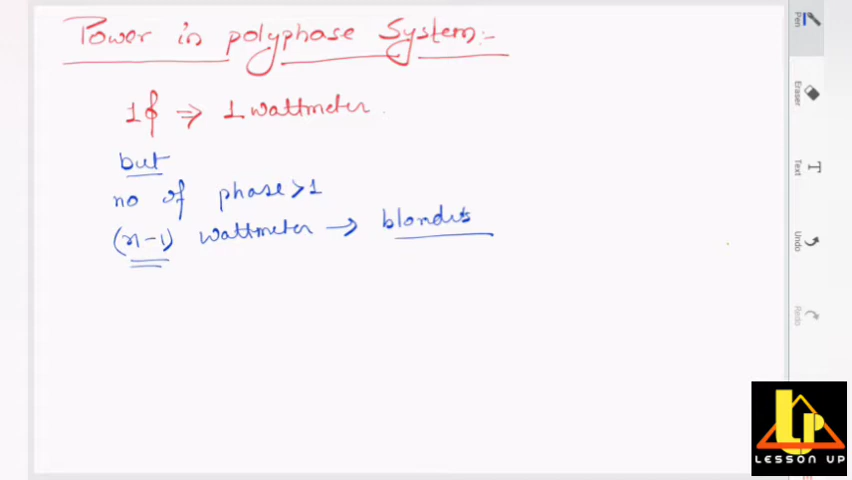 Power in polyphase System:-
1ϕ ⇒ 1 wattmeter
but
no of phase > 1
(n-1) wattmeter → blondels
Pen
Eraser
Text
Undo
Redo
LESSON UP